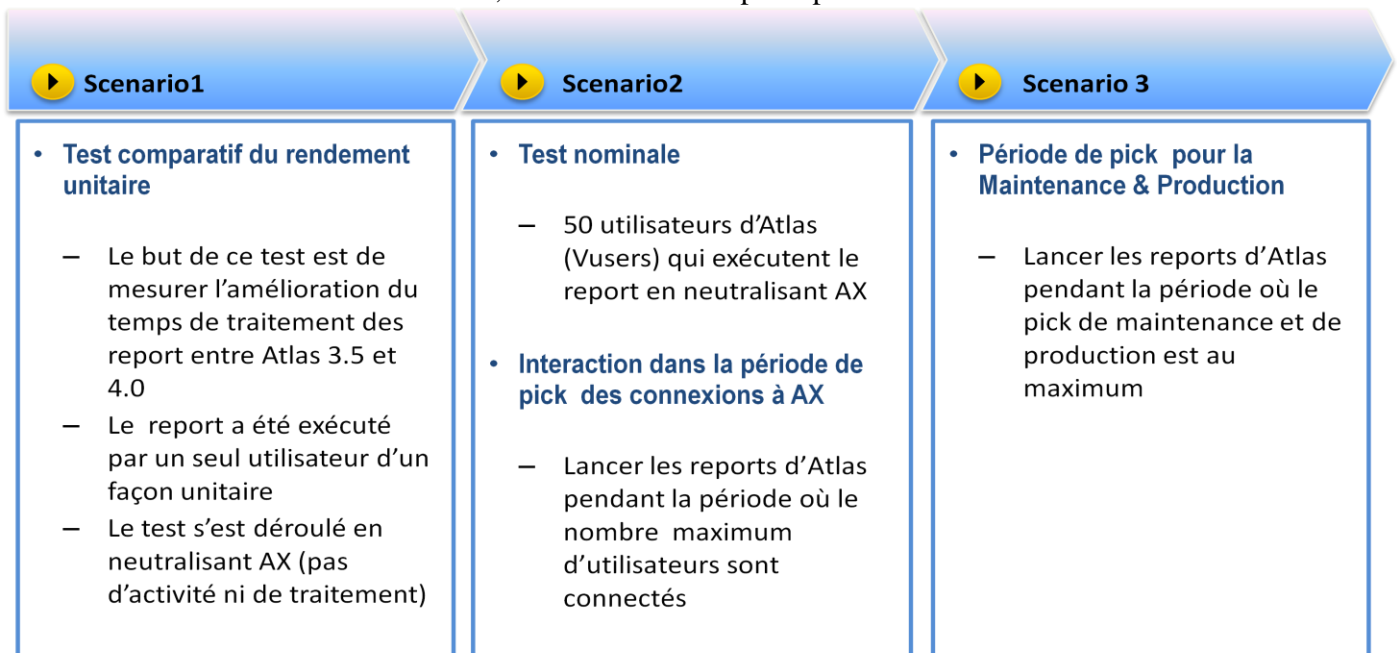 Scenario1
Scenario2
Scenario 3
• Test comparatif du rendement
unitaire
– Le but de ce test est de
mesurer l’amélioration du
temps de traitement des
report entre Atlas 3.5 et
4.0
– Le report a été exécuté
par un seul utilisateur d’un
façon unitaire
– Le test s’est déroulé en
neutralisant AX (pas
d’activité ni de traitement)
• Test nominale
– 50 utilisateurs d’Atlas
(Vusers) qui exécutent le
report en neutralisant AX
• Interaction dans la période de
pick des connexions à AX
– Lancer les reports d’Atlas
pendant la période où le
nombre maximum
d’utilisateurs sont
connectés
• Période de pick pour la
Maintenance & Production
– Lancer les reports d’Atlas
pendant la période où le
pick de maintenance et de
production est au
maximum